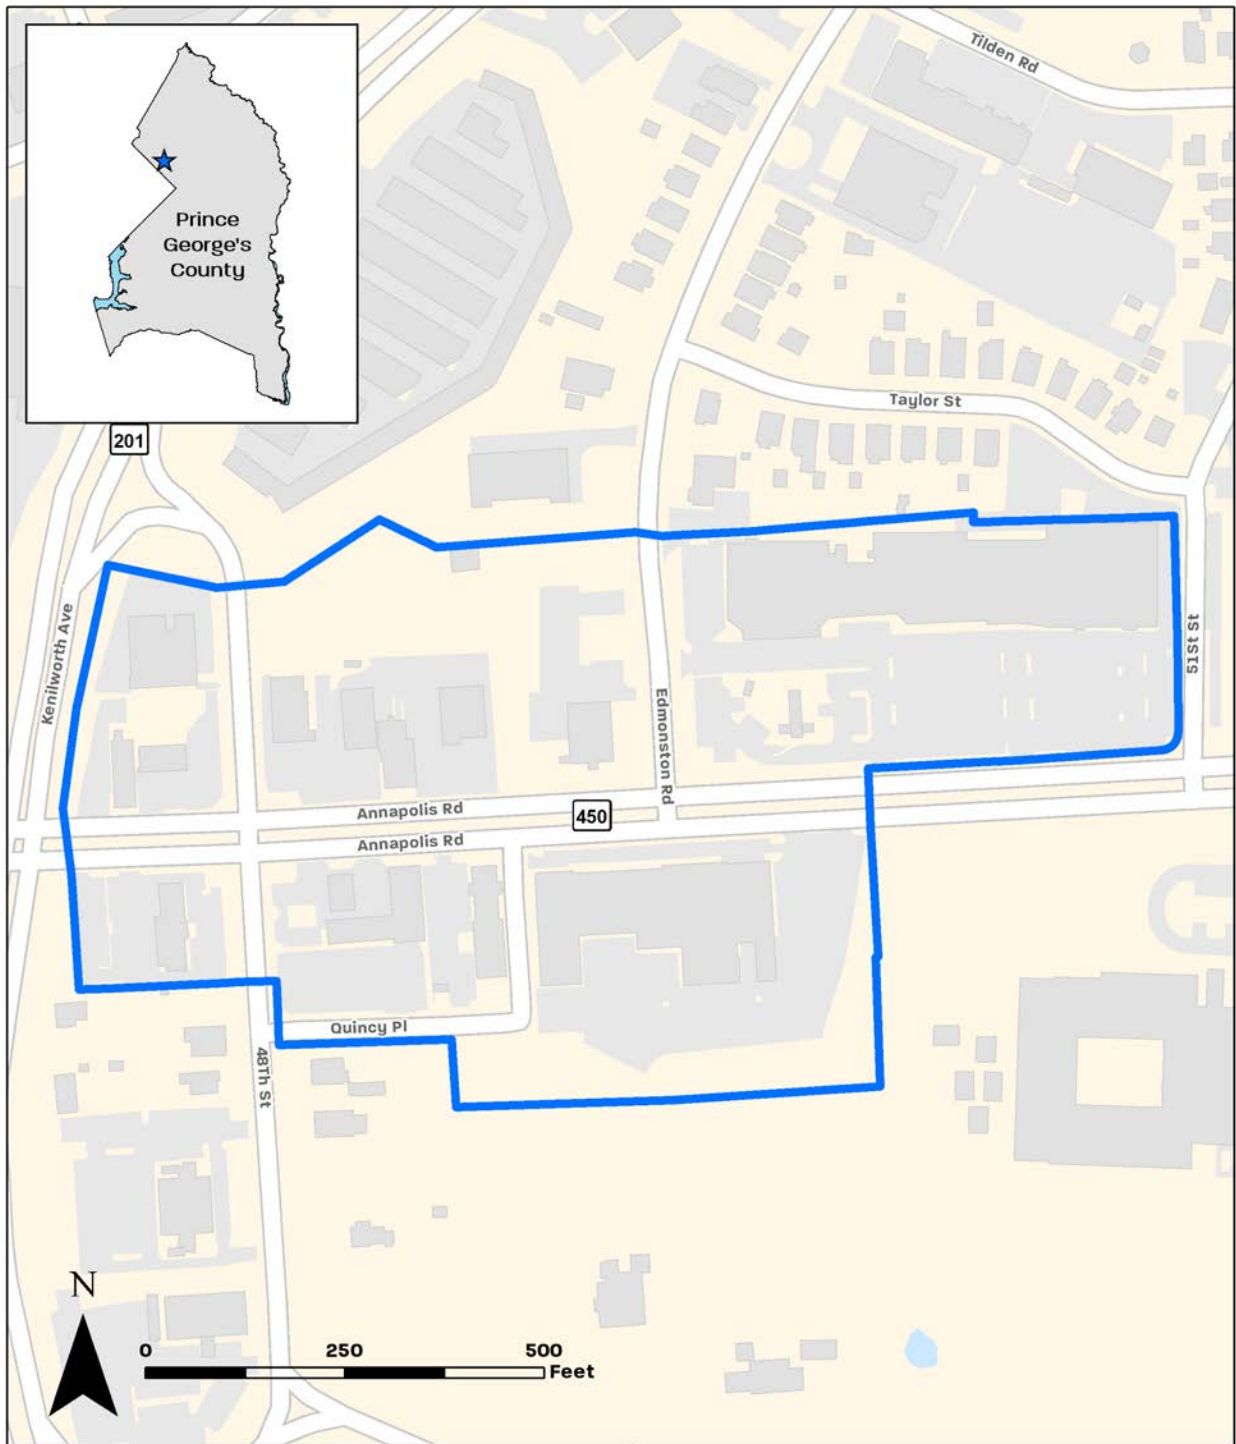 Tilden Rd
Prince
George's
County
Taylor St
201
Kenilworth Ave
51St St
Edmonston Rd
Annapolis Rd
450
Annapolis Rd
Quincy Pl
48Th St
N
0 250 500
Feet